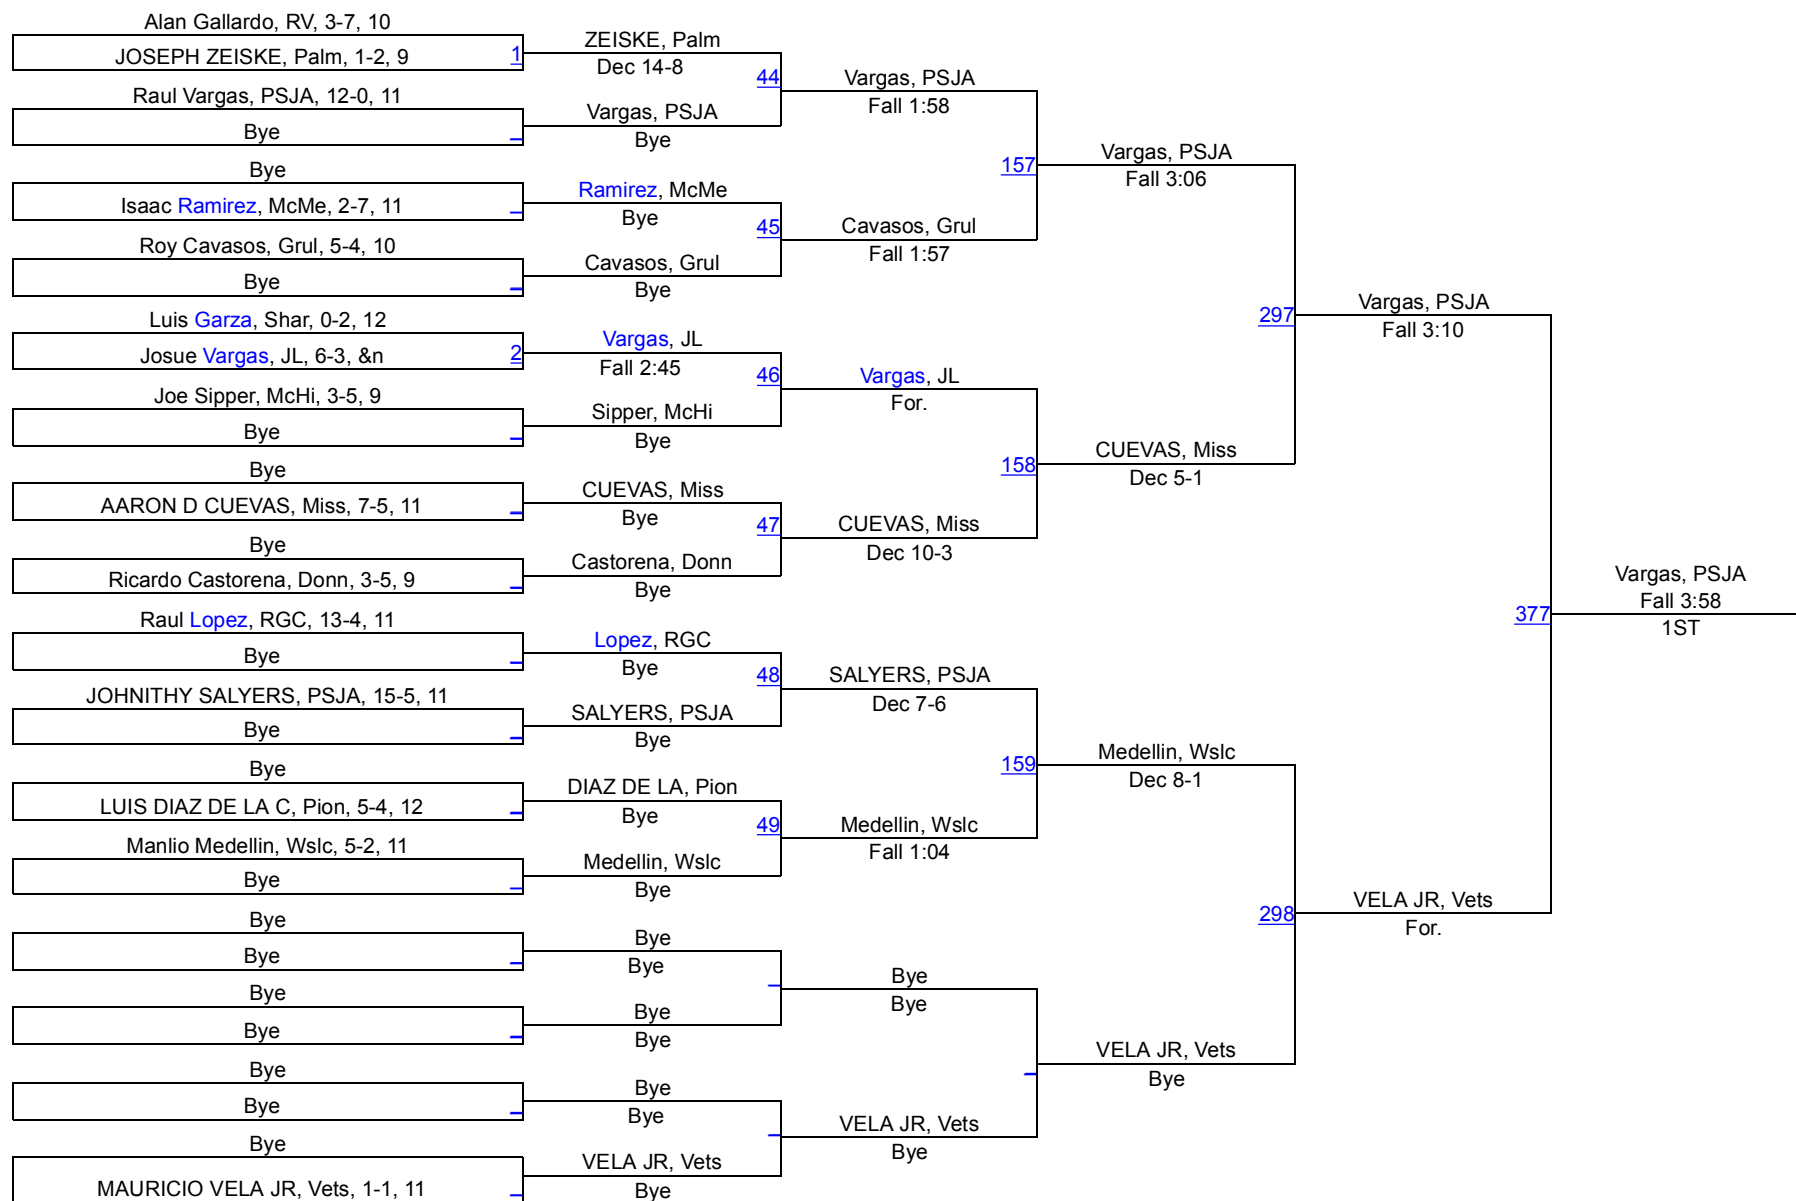 Alan Gallardo, RV, 3-7, 10
JOSEPH ZEISKE, Palm, 1-2, 9
1
Raul Vargas, PSJA, 12-0, 11
Bye
Bye
Isaac Ramirez, McMe, 2-7, 11
Roy Cavasos, Grul, 5-4, 10
Bye
Luis Garza, Shar, 0-2, 12
Josue Vargas, JL, 6-3, &n
2
Joe Sipper, McHi, 3-5, 9
Bye
Bye
AARON D CUEVAS, Miss, 7-5, 11
Bye
Ricardo Castorena, Donn, 3-5, 9
Raul Lopez, RGC, 13-4, 11
Bye
JOHNITHY SALYERS, PSJA, 15-5, 11
Bye
Bye
LUIS DIAZ DE LA C, Pion, 5-4, 12
Manlio Medellin, Wslc, 5-2, 11
Bye
Bye
Bye
Bye
Bye
Bye
Bye
Bye
MAURICIO VELA JR, Vets, 1-1, 11
ZEISKE, Palm
Dec 14-8
44
Vargas, PSJA
Bye
Ramirez, McMe
Bye
45
Cavasos, Grul
Bye
Vargas, JL
Fall 2:45
46
Sipper, McHi
Bye
CUEVAS, Miss
Bye
47
Castorena, Donn
Bye
Lopez, RGC
Bye
48
SALYERS, PSJA
Bye
DIAZ DE LA, Pion
Bye
49
Medellin, Wslc
Bye
Bye
Bye
Bye
Bye
Bye
Bye
VELA JR, Vets
Bye
Vargas, PSJA
Fall 1:58
157
Cavasos, Grul
Fall 1:57
Vargas, JL
For.
158
CUEVAS, Miss
Dec 10-3
SALYERS, PSJA
Dec 7-6
159
Medellin, Wslc
Fall 1:04
Bye
Bye
VELA JR, Vets
Bye
Vargas, PSJA
Fall 3:06
297
CUEVAS, Miss
Dec 5-1
Medellin, Wslc
Dec 8-1
298
VELA JR, Vets
Bye
Vargas, PSJA
Fall 3:10
377
VELA JR, Vets
For.
Vargas, PSJA
Fall 3:58
1ST